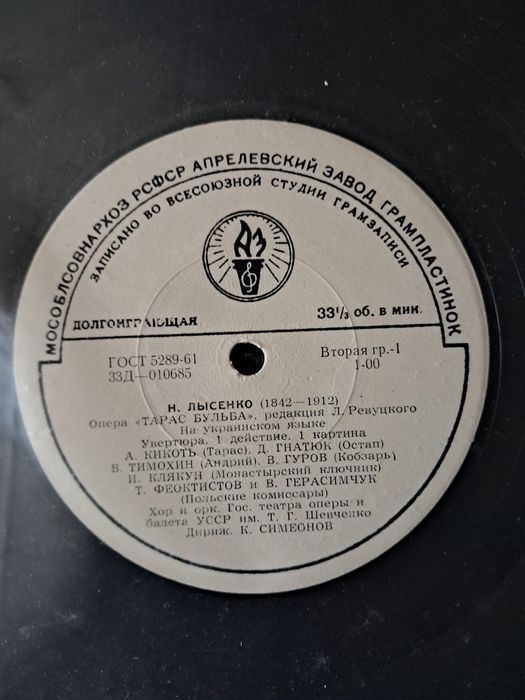 МОСОБЛСОВНАРХОЗ РСФСР АПРЕЛЕВСКИЙ ЗАВОД ГРАМПЛАСТИНОК
ЗАПИСАНО ВО ВСЕСОЮЗНОЙ СТУДИИ ГРАМЗАПИСИ
АЗ
ДОЛГОИГРАЮЩАЯ
33⅓ об. в мин.
ГОСТ 5289-61
33Д—010685
Вторая гр.-I
1-00
Н. ЛЫСЕНКО (1842—1912)
Опера «ТАРАС БУЛЬБА», редакция Л. Ревуцкого
На украинском языке
Увертюра, 1 действие, 1 картина
А. КИКОТЬ (Тарас) Д. ГНАТЮК (Остап)
В. ТИМОХИН (Андрий), В. ГУРОВ (Кобзарь)
И. КЛЯКУН (Монастырский ключник)
Т. ФЕОКТИСТОВ и В. ГЕРАСИМЧУК
(Польские комиссары)
Хор и орк. Гос. театра оперы и
балета УССР им. Т. Г. Шевченко
Дириж. К. СИМЕОНОВ